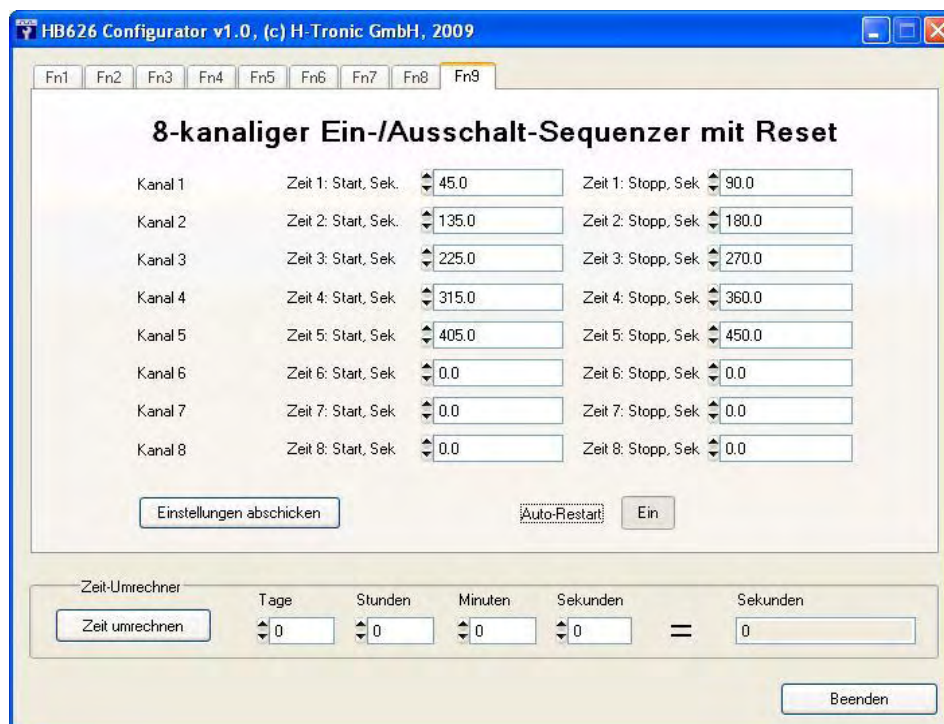 HB626 Configurator v1.0, (c) H-Tronic GmbH, 2009
Fn1 Fn2 Fn3 Fn4 Fn5 Fn6 Fn7 Fn8 Fn9
8-kanaliger Ein-/Ausschalt-Sequenzer mit Reset
Kanal 1 Zeit 1: Start, Sek. 45.0 Zeit 1: Stopp, Sek 90.0
Kanal 2 Zeit 2: Start, Sek. 135.0 Zeit 2: Stopp, Sek 180.0
Kanal 3 Zeit 3: Start, Sek 225.0 Zeit 3: Stopp, Sek 270.0
Kanal 4 Zeit 4: Start, Sek 315.0 Zeit 4: Stopp, Sek 360.0
Kanal 5 Zeit 5: Start, Sek 405.0 Zeit 5: Stopp, Sek 450.0
Kanal 6 Zeit 6: Start, Sek 0.0 Zeit 6: Stopp, Sek 0.0
Kanal 7 Zeit 7: Start, Sek 0.0 Zeit 7: Stopp, Sek 0.0
Kanal 8 Zeit 8: Start, Sek 0.0 Zeit 8: Stopp, Sek 0.0
Einstellungen abschicken Auto-Restart Ein
Zeit-Umrechner
Tage Stunden Minuten Sekunden Sekunden
Zeit umrechnen 0 0 0 0 = 0
Beenden